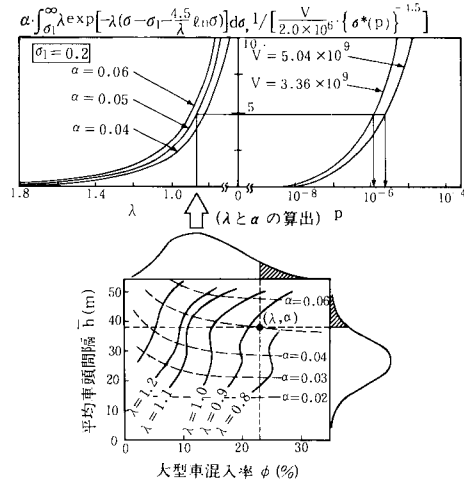 α·∫σ₁^∞ λ exp[-λ(σ-σ₁-4.5/λ ℓnσ)]dσ, 1/[V/2.0×10⁶·{σ*(p)}^-4.5]
σ₁=0.2
α=0.06
α=0.05
α=0.04
10
5
0
V=5.04×10⁹
V=3.36×10⁹
1.8 1.4 1.0 0 10⁻⁸ 10⁻⁶ 10⁻⁴
λ (λとαの算出) p
平均車頭間隔 h̄(m)
50
40
30
20
10
0
α=0.06
(λ,α)
α=0.04
α=0.03
α=0.02
λ=1.2
λ=1.1
λ=1.0
λ=0.9
λ=0.8
0 10 20 30
大型車混入率 φ(%)